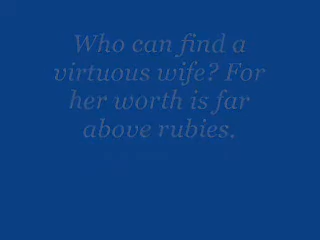 Who can find a
virtuous wife? For
her worth is far
above rubies.